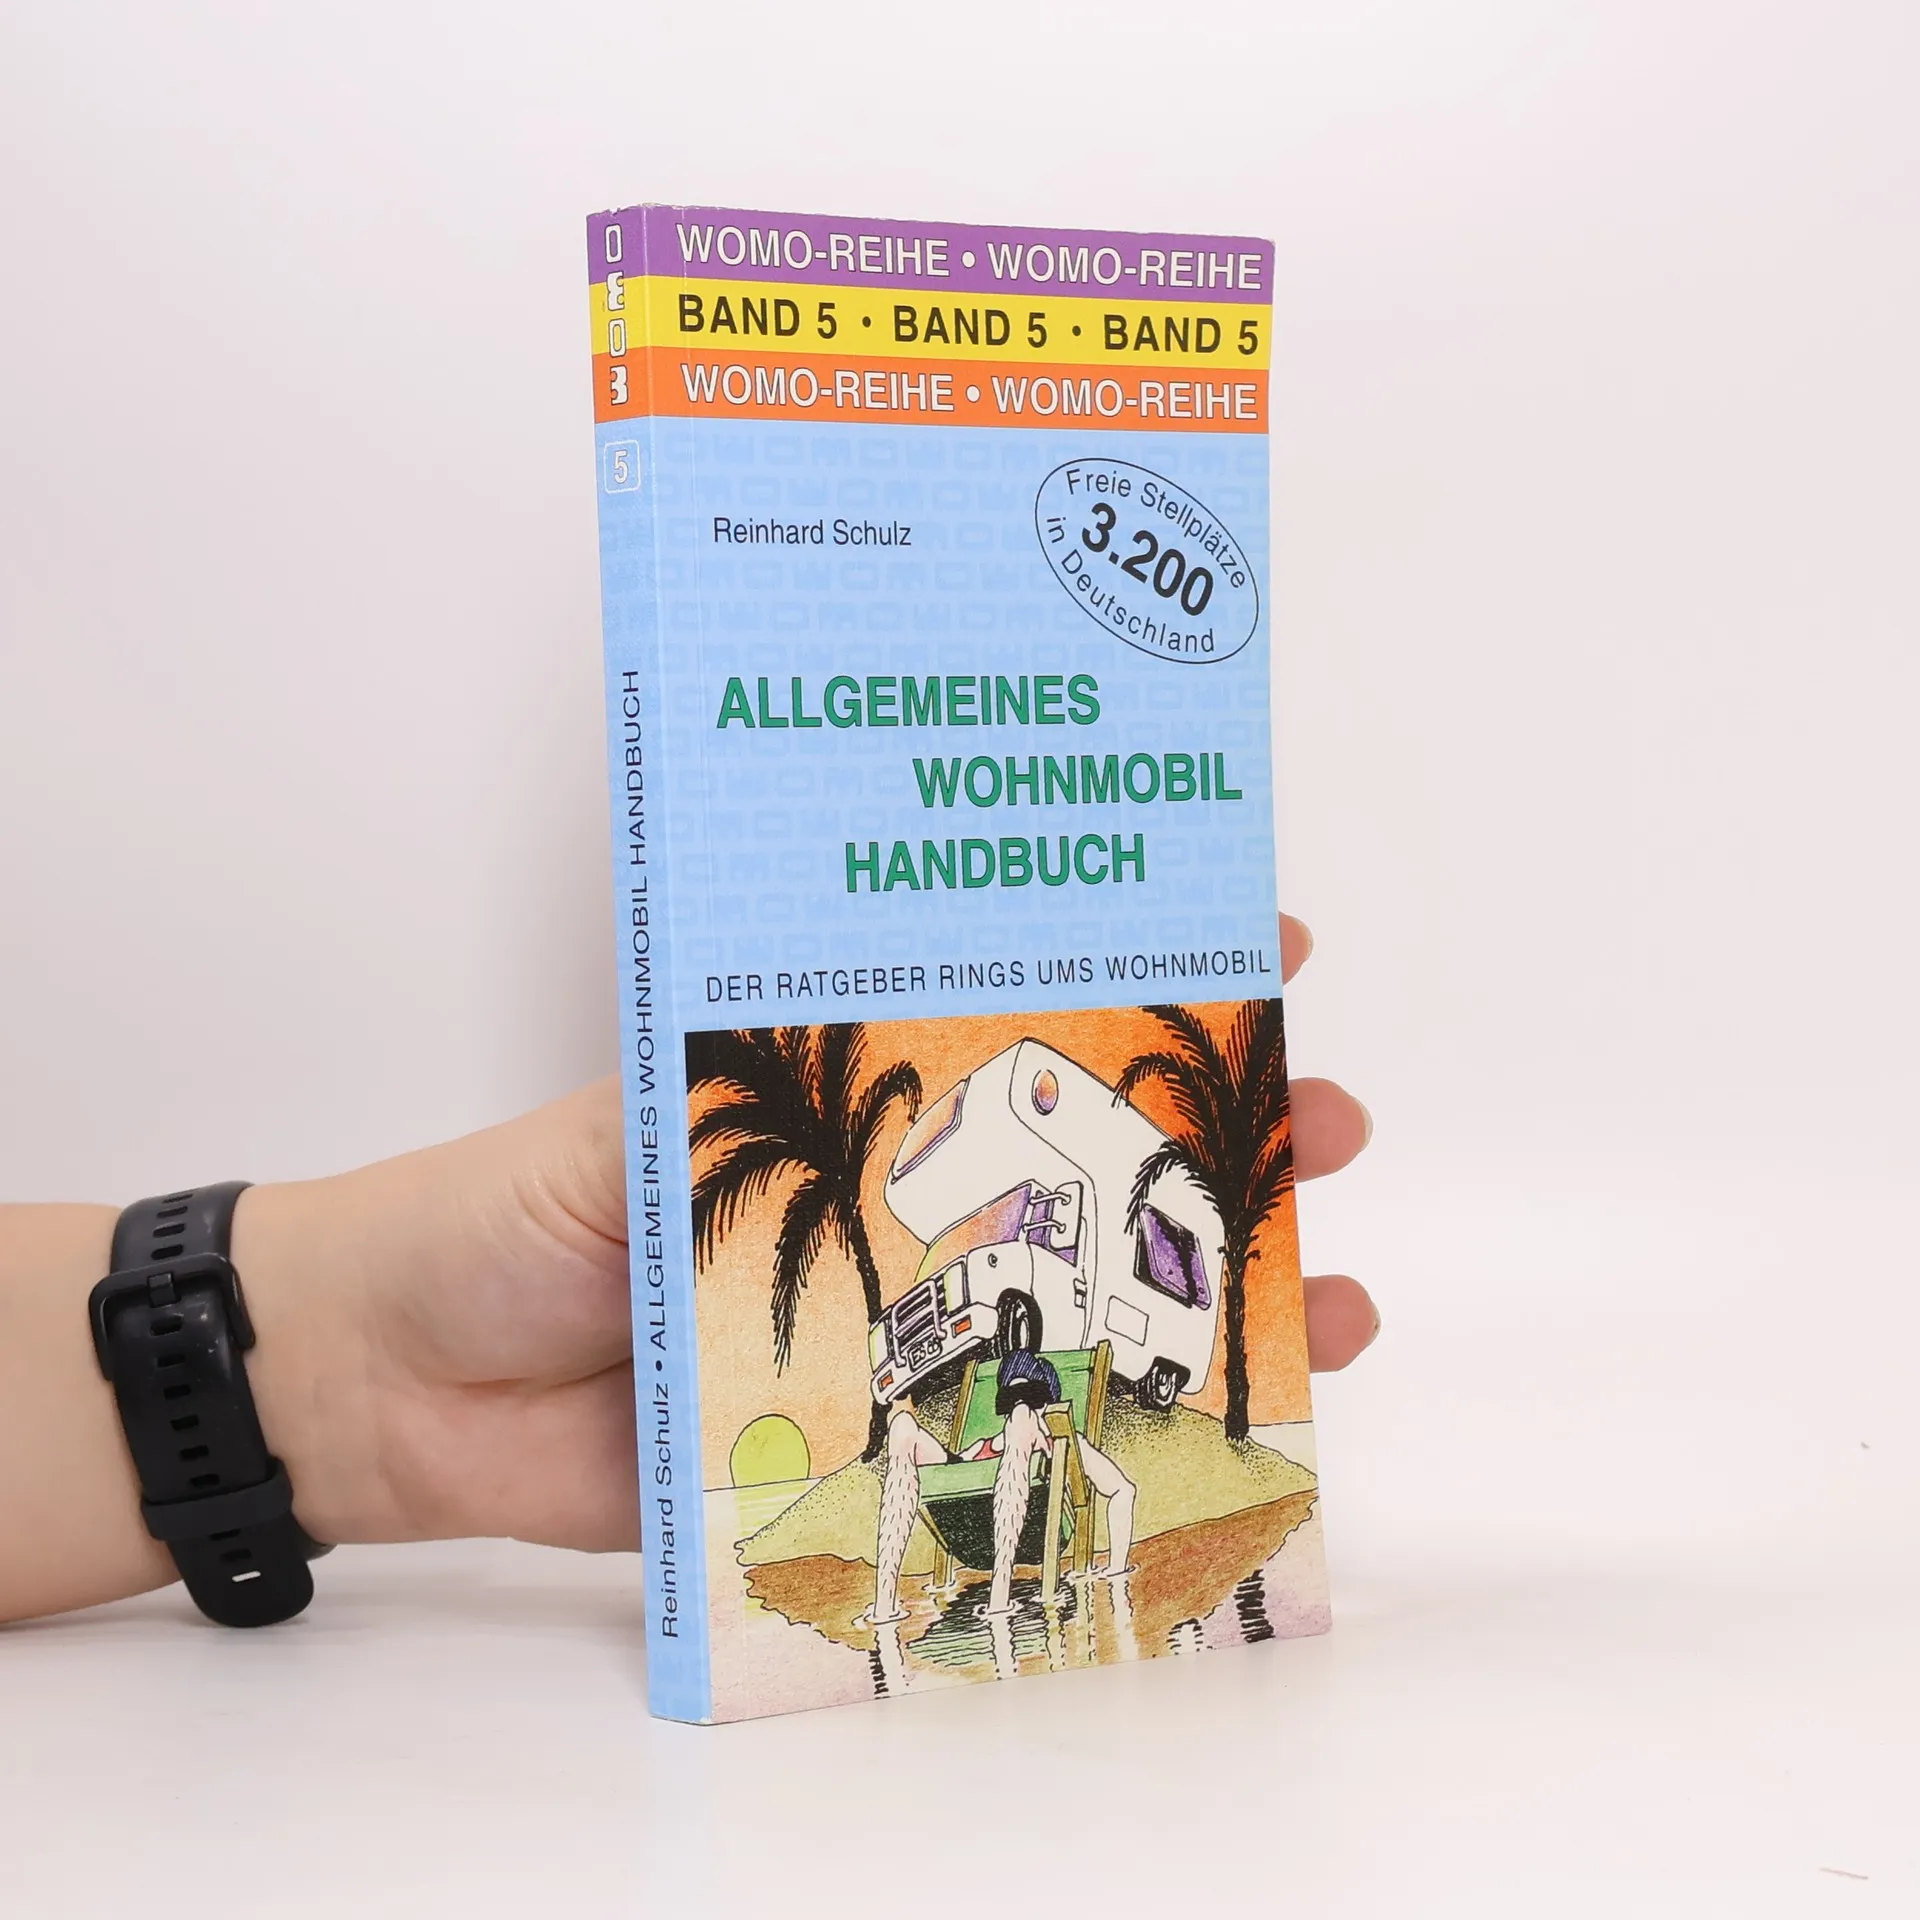 WOMO-REIHE • WOMO-REIHE
BAND 5 • BAND 5 • BAND 5
WOMO-REIHE • WOMO-REIHE
Reinhard Schulz
Freie Stellplätze
3.200
in Deutschland
ALLGEMEINES
WOHNMOBIL
HANDBUCH
DER RATGEBER RINGS UMS WOHNMOBIL
5
Reinhard Schulz • ALLGEMEINES WOHNMOBIL HANDBUCH